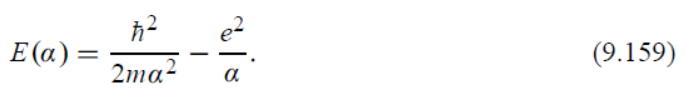 E(α) = ħ²/2mα² − e²/α. (9.159)